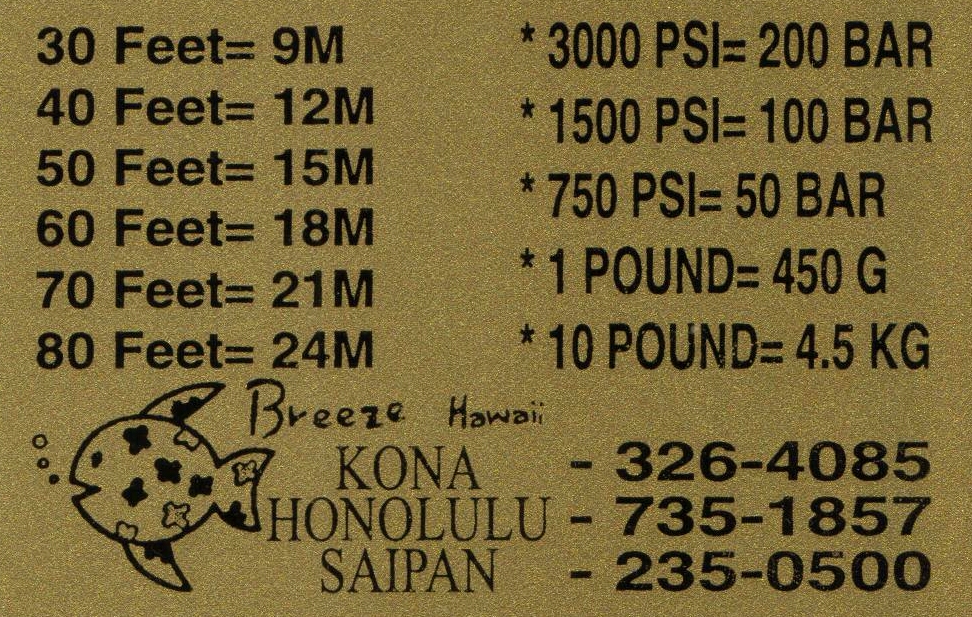 30 Feet= 9M
40 Feet= 12M
50 Feet= 15M
60 Feet= 18M
70 Feet= 21M
80 Feet= 24M
* 3000 PSI= 200 BAR
* 1500 PSI= 100 BAR
* 750 PSI= 50 BAR
* 1 POUND= 450 G
* 10 POUND= 4.5 KG
Breeze Hawaii
KONA - 326-4085
HONOLULU - 735-1857
SAIPAN - 235-0500